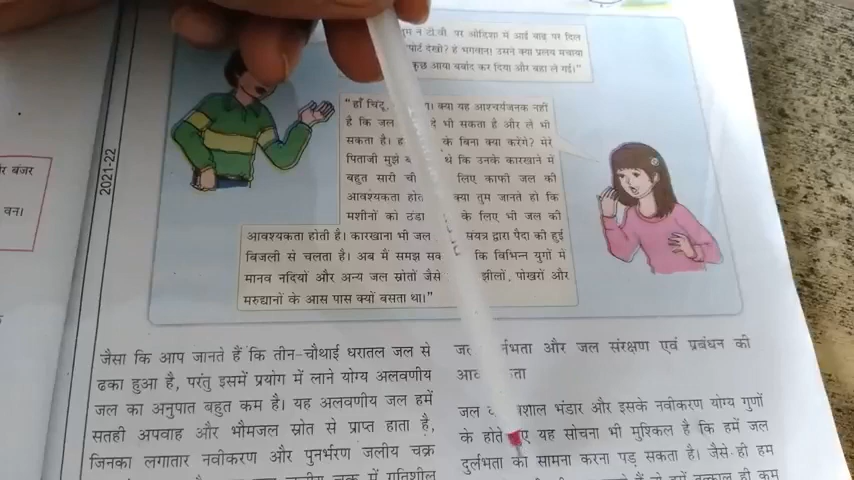 तुम ने टी.वी. पर ओडिशा में आई बाढ़ पर दिल
देखी? हे भगवान! उसने क्या प्रलय मचाया
कुछ आया बर्बाद कर दिया और बहा ले गई।"
"हाँ चिंटू, क्या यह आश्चर्यजनक नहीं
है कि जल भी सकता है और ले भी
सकता है। के बिना क्या करेंगे? मेरे
पिताजी मुझे थे कि उनके कारखाने में
बहुत सारी लिए काफी जल की
आवश्यकता क्या तुम जानते हो कि
मशीनों को ठंडा के लिए भी जल की
आवश्यकता होती है। कारखाना भी जल संयंत्र द्वारा पैदा की हुई
बिजली से चलता है। अब मैं समझ कि विभिन्न युगों में
मानव नदियों और अन्य जल स्रोतों जैसे झीलों, पोखरों और
मरुद्यानों के आस पास क्यों बसता था।"
र बंजर
वन।
2021-22
जैसा कि आप जानते हैं कि तीन-चौथाई धरातल जल से
ढका हुआ है, परंतु इसमें प्रयोग में लाने योग्य अलवणीय
जल का अनुपात बहुत कम है। यह अलवणीय जल हमें
सतही अपवाह और भौमजल स्रोत से प्राप्त होता है,
जिनका लगातार नवीकरण और पुनर्भरण जलीय चक्र
चक्र में गतिशील
और जल संरक्षण एवं प्रबंधन की
जल भंडार और इसके नवीकरण योग्य गुणों
के होते यह सोचना भी मुश्किल है कि हमें जल
दुर्लभता का सामना करना पड़ सकता है। जैसे ही हम
तत्काल ही कम